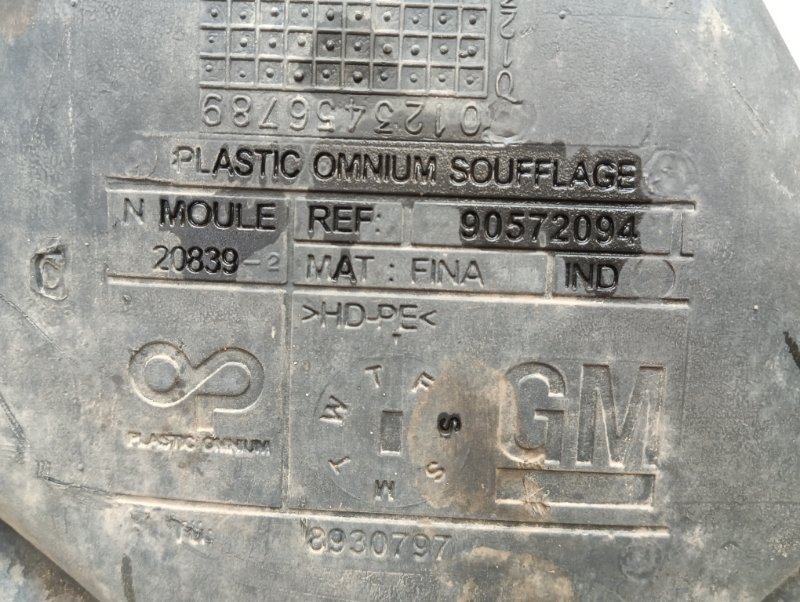 0123456789
PLASTIC OMNIUM SOUFFLAGE
N MOULE REF: 90572094
20839-2 MAT: FINA IND
>HD-PE<
GM
PLASTIC OMNIUM
M T W T F S S
8930797